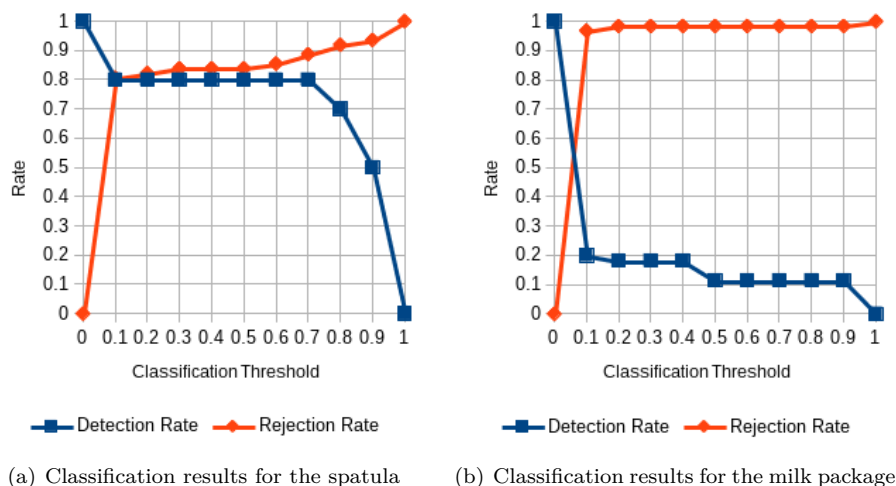 1
0.9
0.8
0.7
0.6
0.5
0.4
0.3
0.2
0.1
0
Rate
0 0.1 0.2 0.3 0.4 0.5 0.6 0.7 0.8 0.9 1
Classification Threshold
Detection Rate Rejection Rate
(a) Classification results for the spatula
1
0.9
0.8
0.7
0.6
0.5
0.4
0.3
0.2
0.1
0
Rate
0 0.1 0.2 0.3 0.4 0.5 0.6 0.7 0.8 0.9 1
Classification Threshold
Detection Rate Rejection Rate
(b) Classification results for the milk package